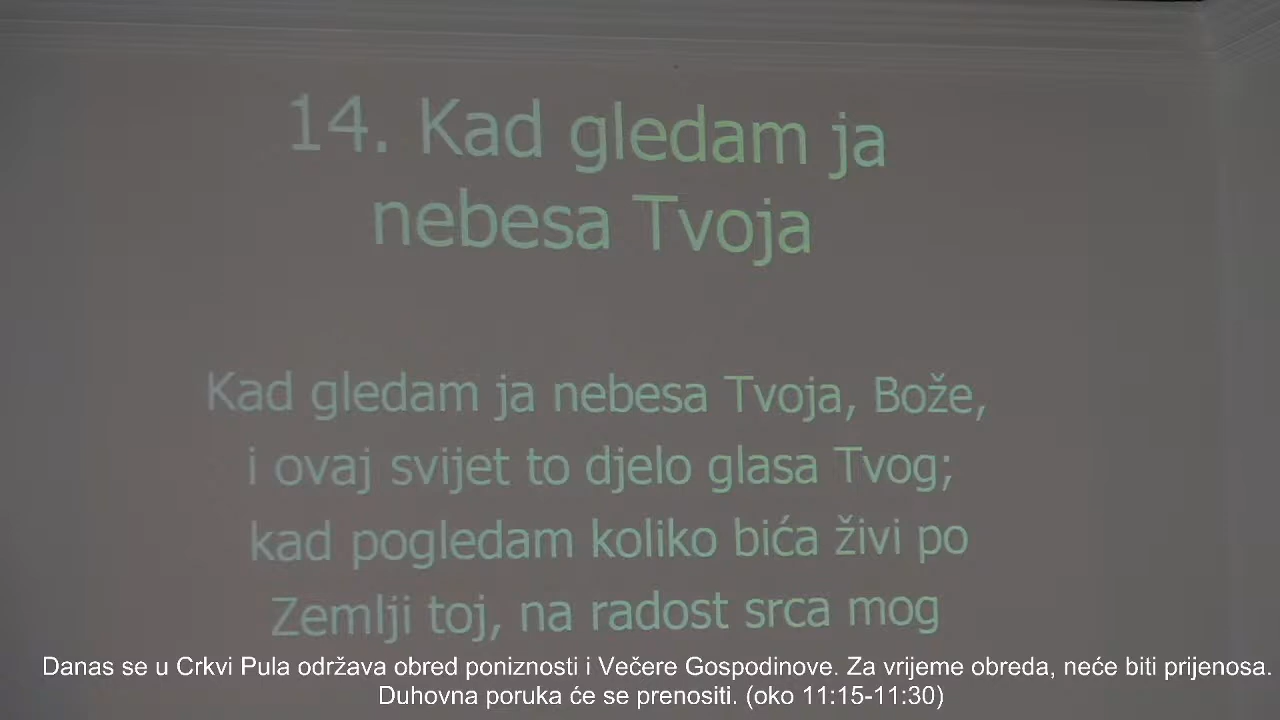 14. Kad gledam ja
nebesa Tvoja
Kad gledam ja nebesa Tvoja, Bože,
i ovaj svijet to djelo glasa Tvog;
kad pogledam koliko bića živi po
Zemlji toj, na radost srca mog
Danas se u Crkvi Pula održava obred poniznosti i Večere Gospodinove. Za vrijeme obreda, neće biti prijenosa.
Duhovna poruka će se prenositi. (oko 11:15-11:30)